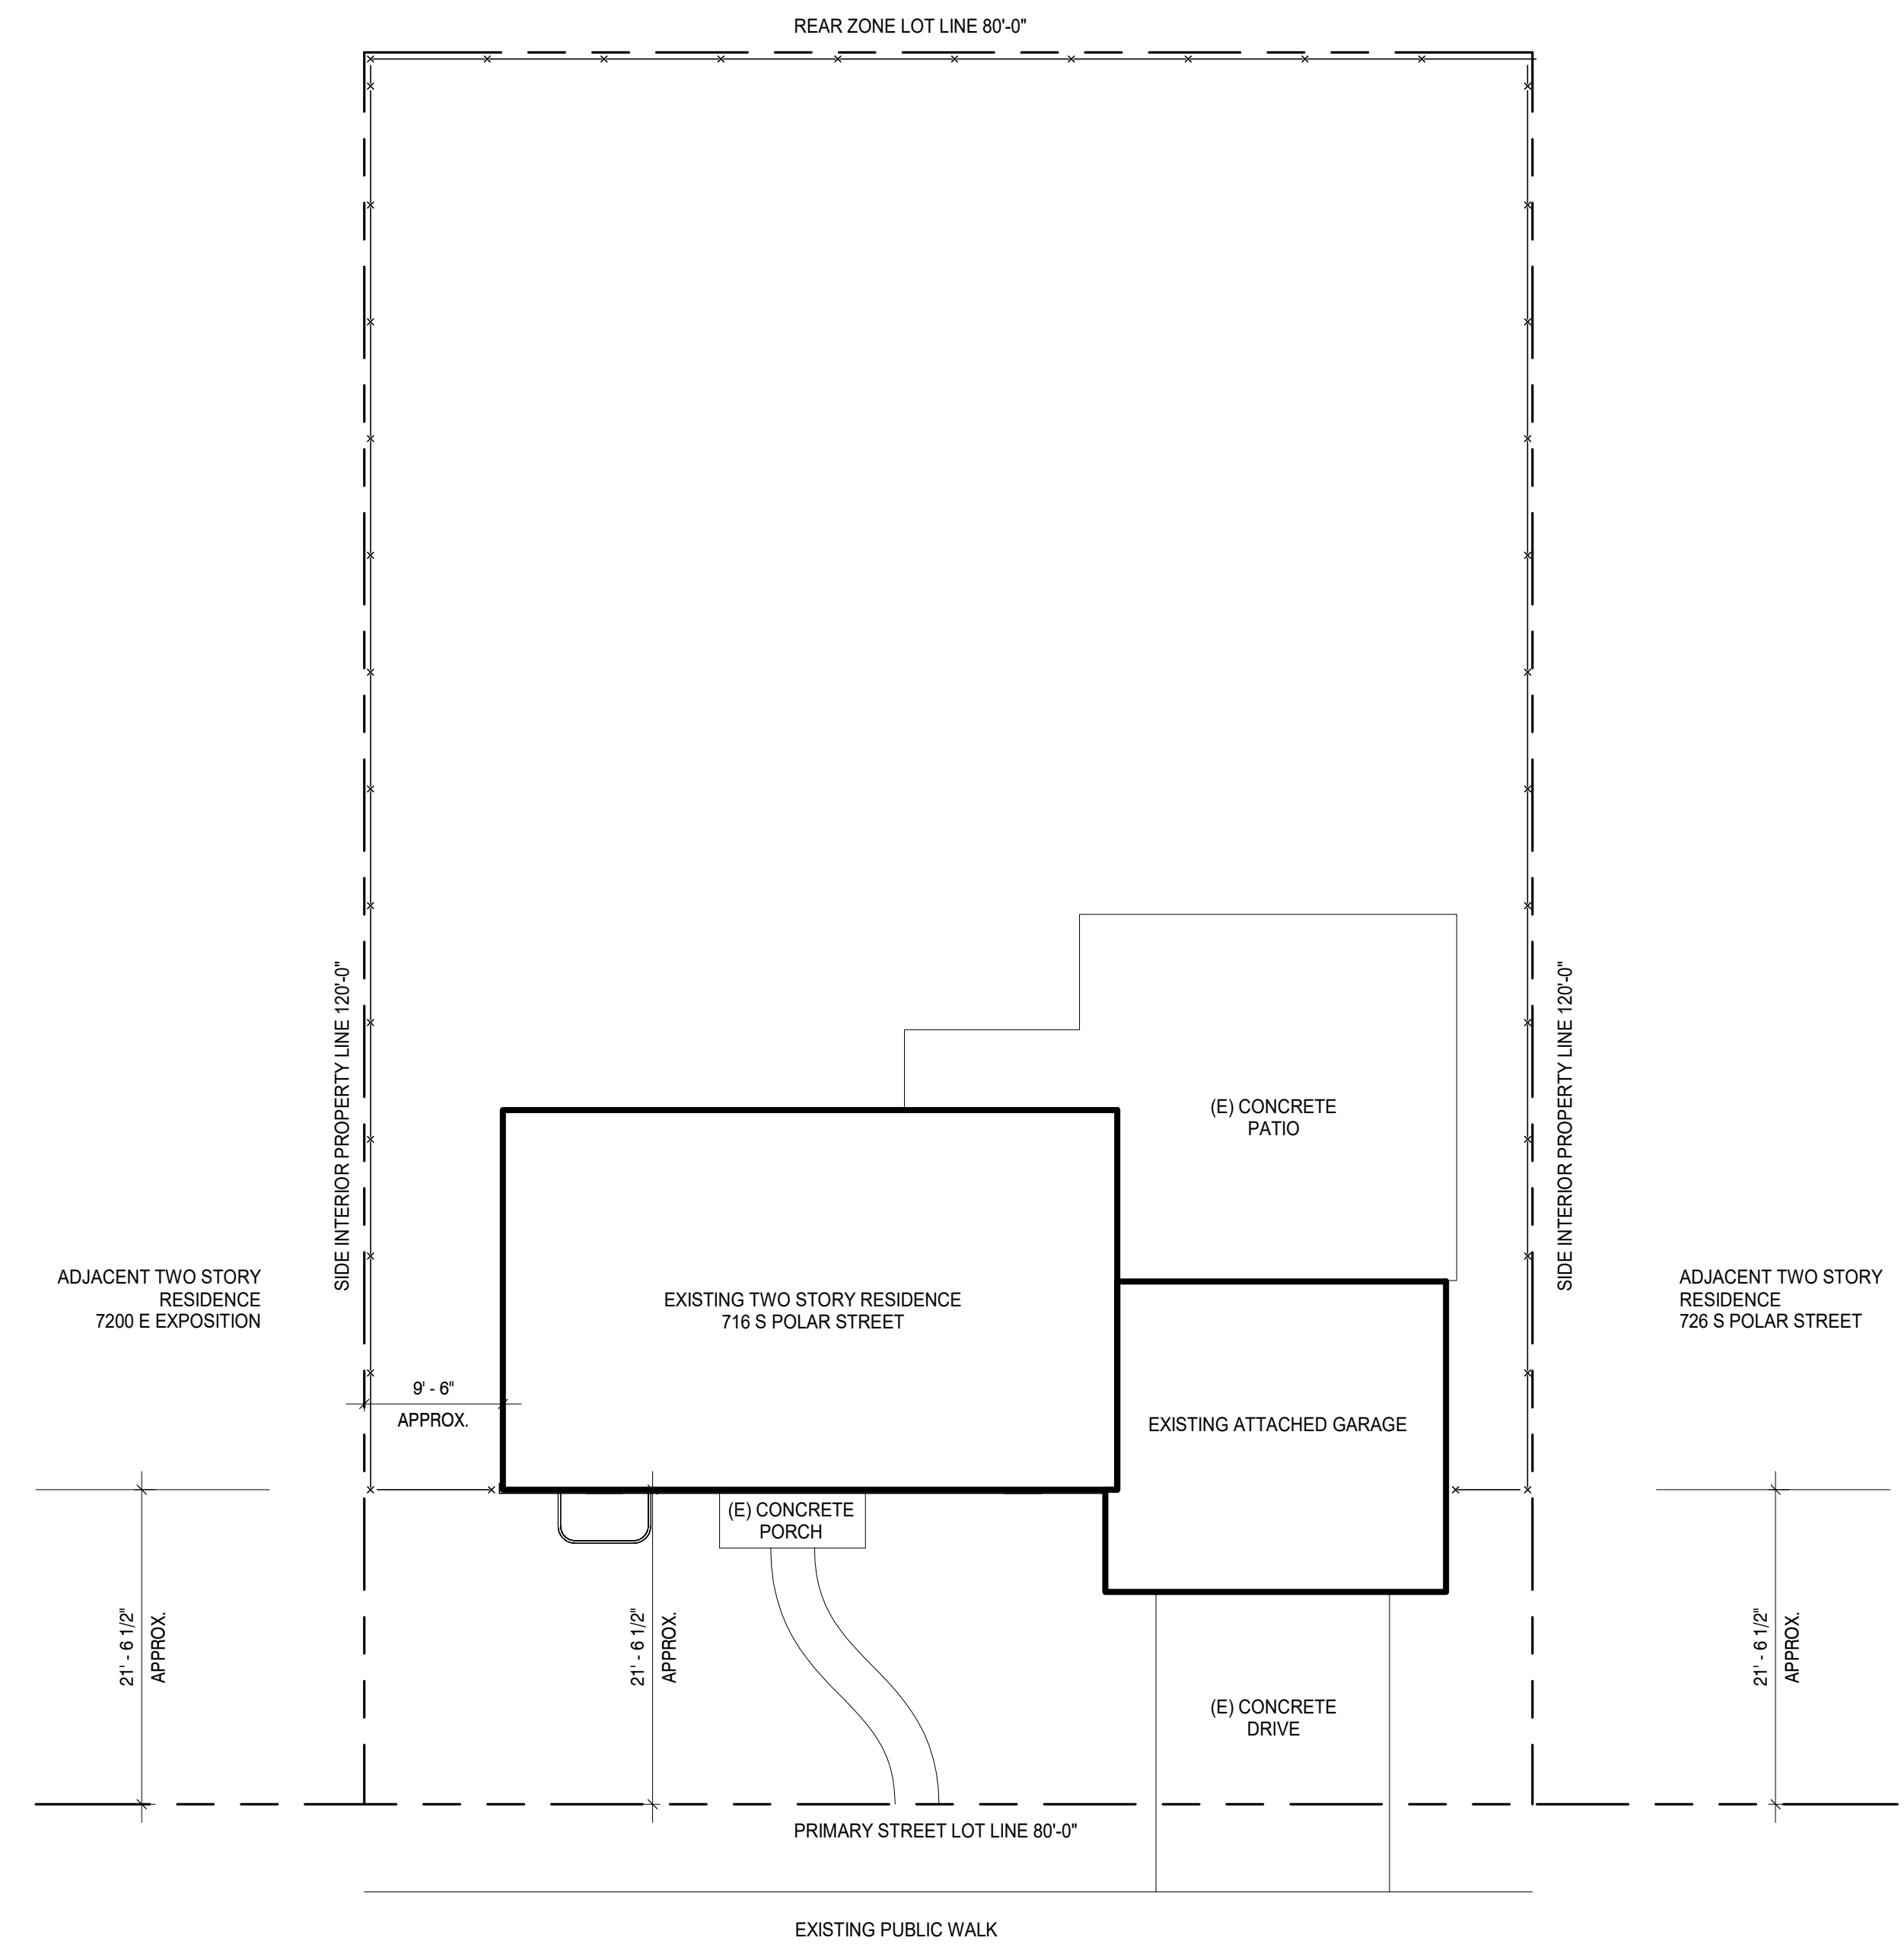 REAR ZONE LOT LINE 80'-0"
SIDE INTERIOR PROPERTY LINE 120'-0"
SIDE INTERIOR PROPERTY LINE 120'-0"
(E) CONCRETE
PATIO
ADJACENT TWO STORY
RESIDENCE
7200 E EXPOSITION
EXISTING TWO STORY RESIDENCE
716 S POLAR STREET
ADJACENT TWO STORY
RESIDENCE
726 S POLAR STREET
9' - 6"
APPROX.
EXISTING ATTACHED GARAGE
(E) CONCRETE
PORCH
21' - 6 1/2"
APPROX.
21' - 6 1/2"
APPROX.
21' - 6 1/2"
APPROX.
(E) CONCRETE
DRIVE
PRIMARY STREET LOT LINE 80'-0"
EXISTING PUBLIC WALK